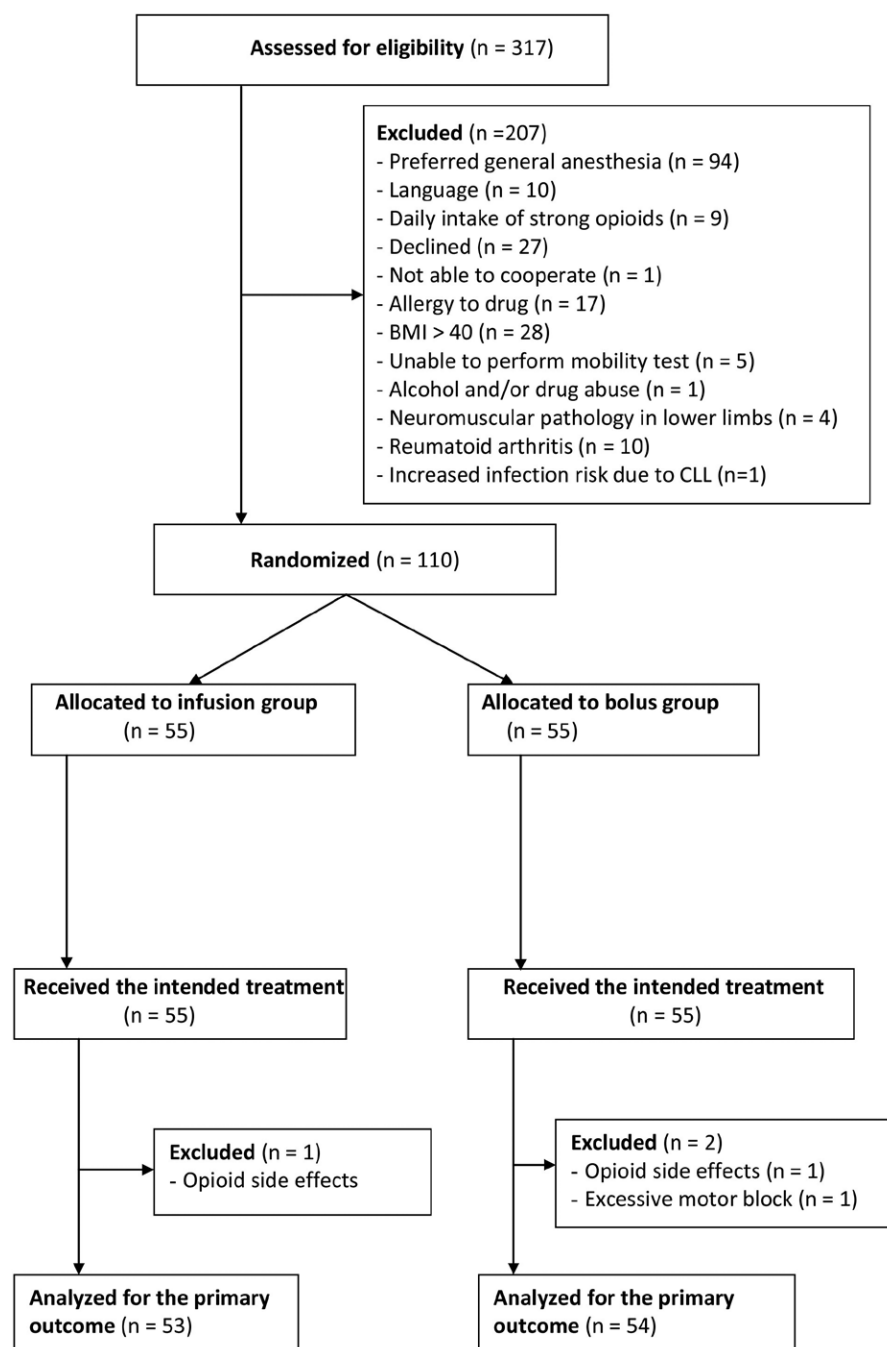 Assessed for eligibility (n = 317)
Excluded (n =207)
- Preferred general anesthesia (n = 94)
- Language (n = 10)
- Daily intake of strong opioids (n = 9)
- Declined (n = 27)
- Not able to cooperate (n = 1)
- Allergy to drug (n = 17)
- BMI > 40 (n = 28)
- Unable to perform mobility test (n = 5)
- Alcohol and/or drug abuse (n = 1)
- Neuromuscular pathology in lower limbs (n = 4)
- Reumatoid arthritis (n = 10)
- Increased infection risk due to CLL (n=1)
Randomized (n = 110)
Allocated to infusion group
(n = 55)
Allocated to bolus group
(n = 55)
Received the intended treatment
(n = 55)
Received the intended treatment
(n = 55)
Excluded (n = 1)
- Opioid side effects
Excluded (n = 2)
- Opioid side effects (n = 1)
- Excessive motor block (n = 1)
Analyzed for the primary
outcome (n = 53)
Analyzed for the primary
outcome (n = 54)